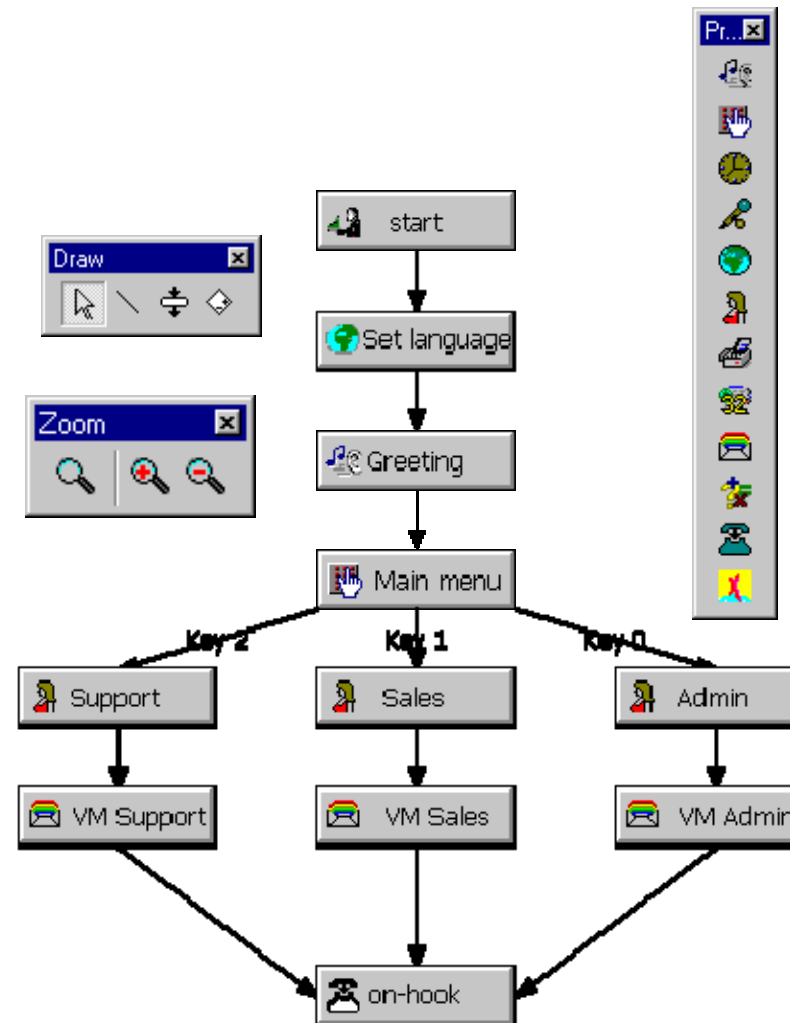 Pr...
start
Draw
Set language
Zoom
Greeting
Main menu
Key 2 Key 1 Key 0
Support Sales Admin
VM Support VM Sales VM Admin
on-hook
32